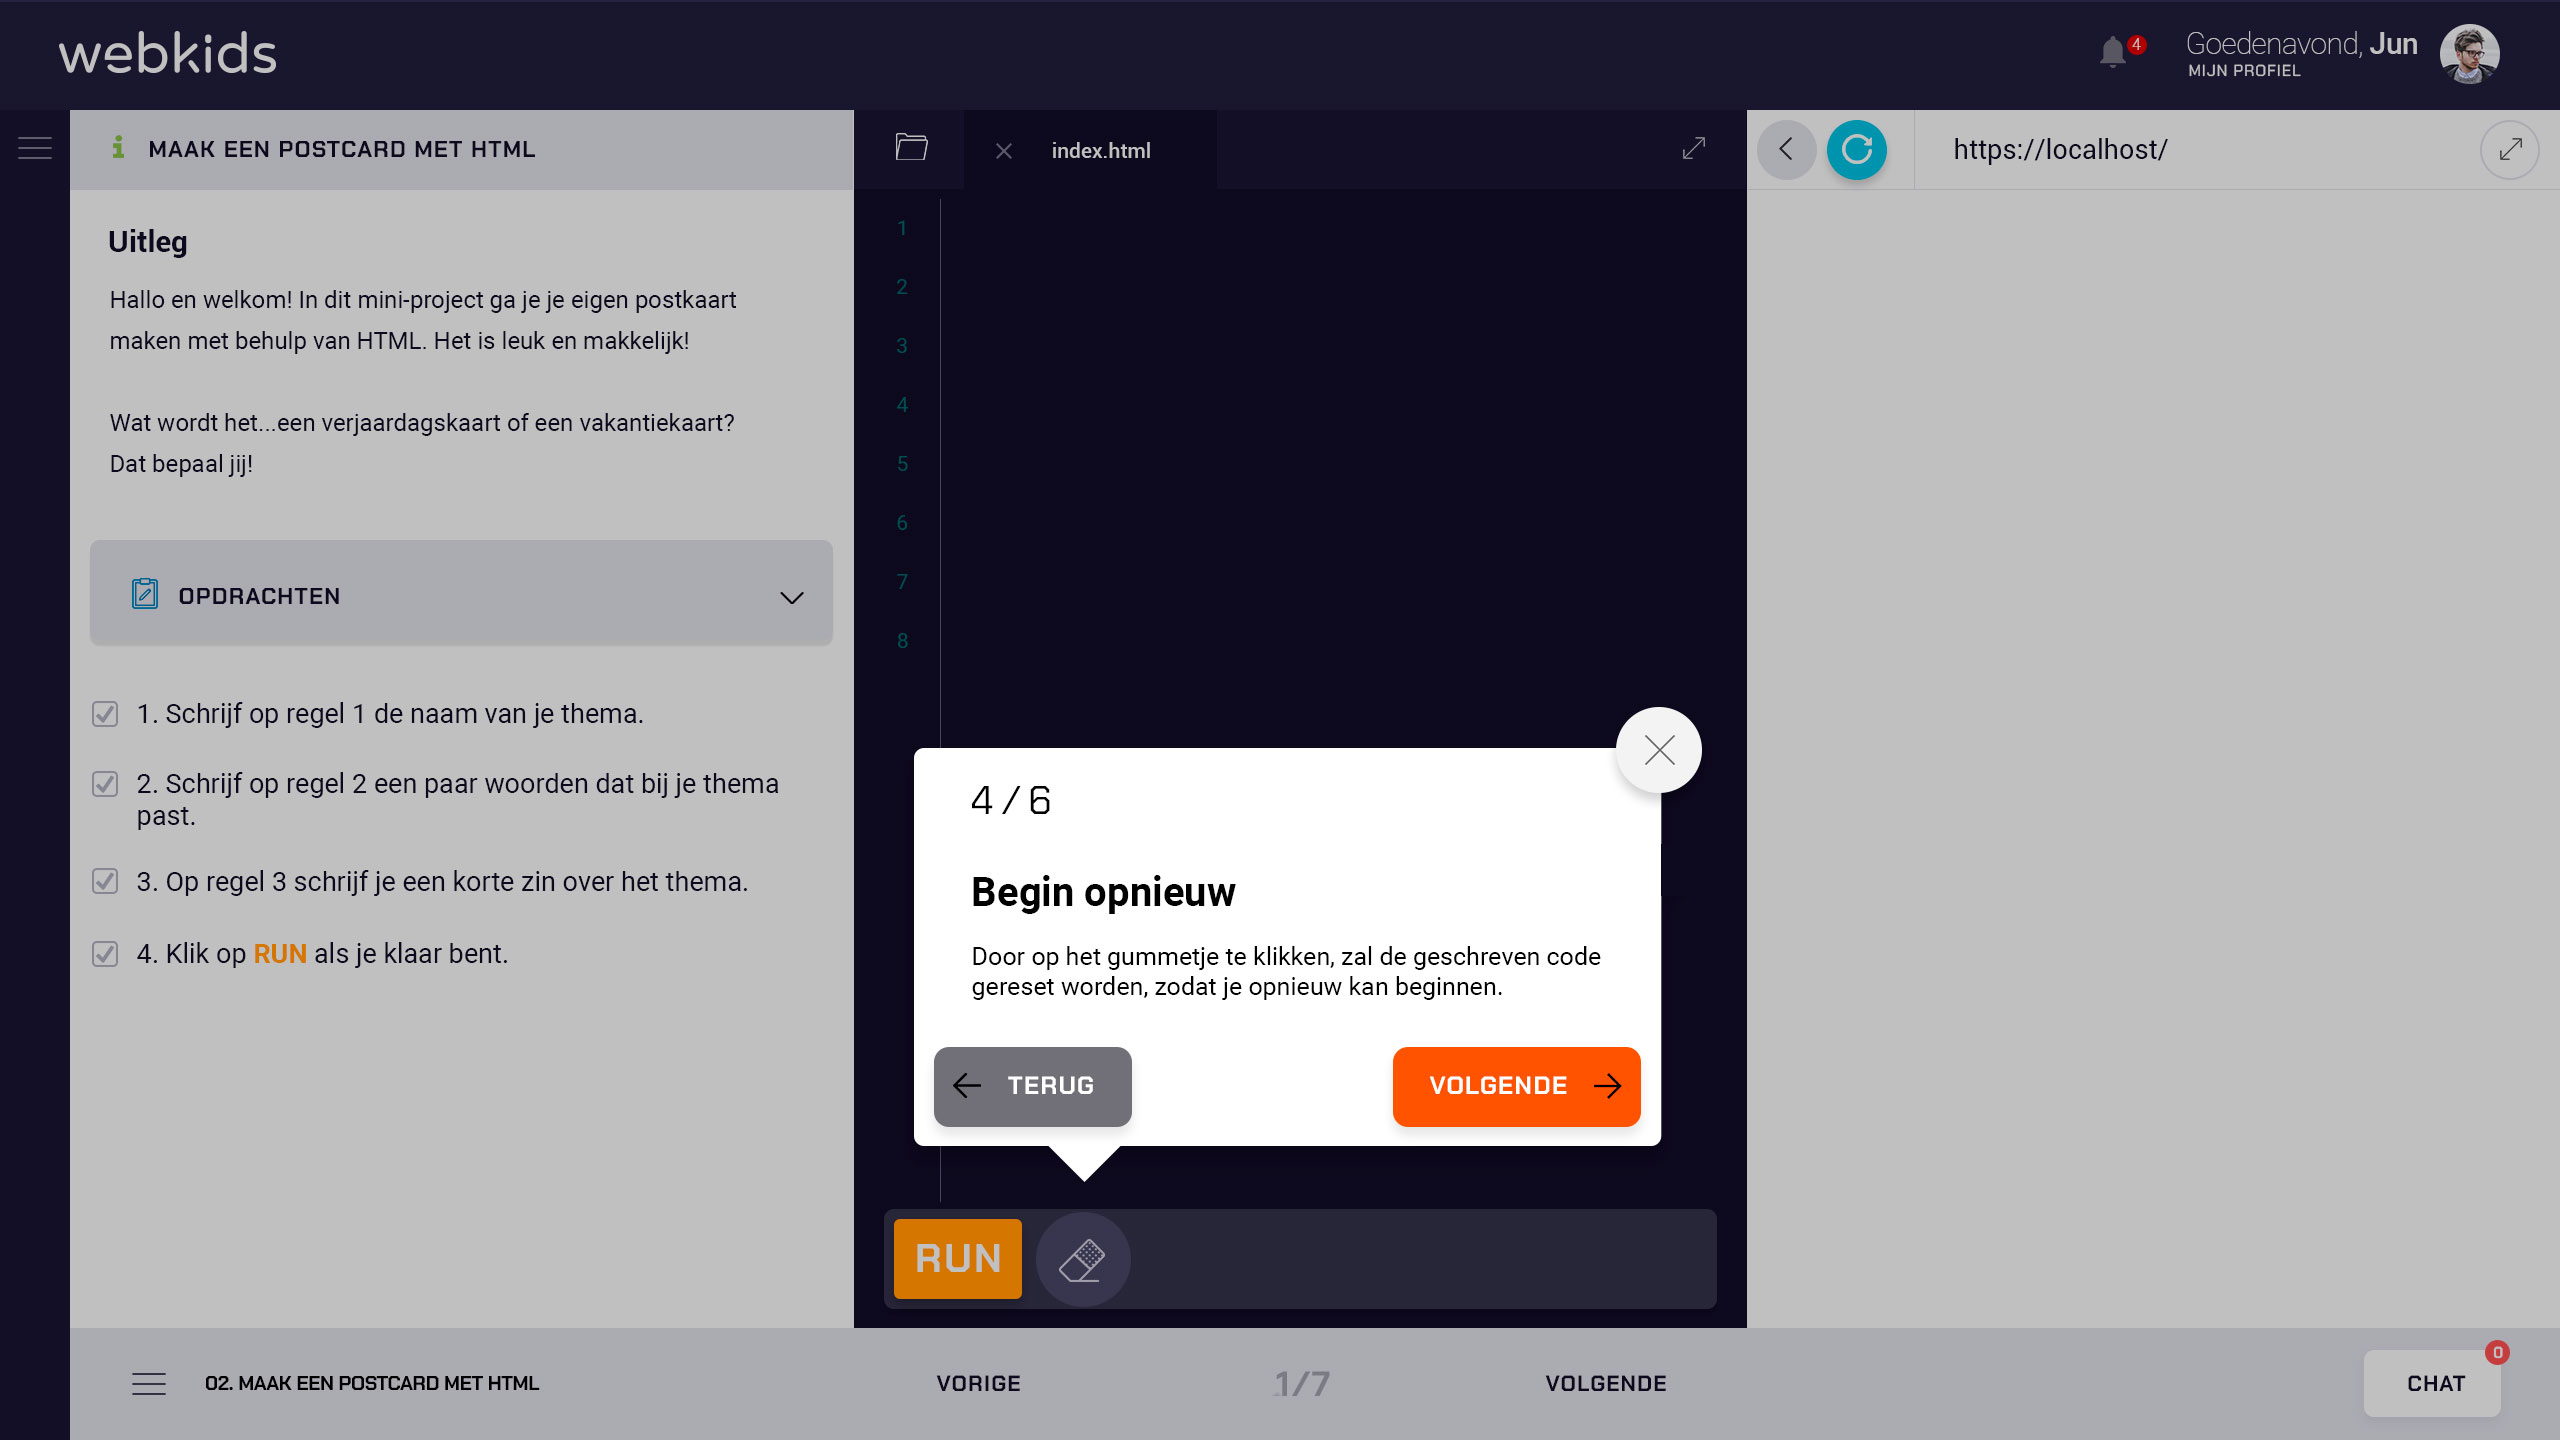 webkids
4
Goedenavond, Jun
MIJN PROFIEL
MAAK EEN POSTCARD MET HTML
Uitleg
Hallo en welkom! In dit mini-project ga je je eigen postkaart
maken met behulp van HTML. Het is leuk en makkelijk!
Wat wordt het...een verjaardagskaart of een vakantiekaart?
Dat bepaal jij!
OPDRACHTEN
1. Schrijf op regel 1 de naam van je thema.
2. Schrijf op regel 2 een paar woorden dat bij je thema
past.
3. Op regel 3 schrijf je een korte zin over het thema.
4. Klik op RUN als je klaar bent.
index.html
1
2
3
4
5
6
7
8
https://localhost/
4 / 6
Begin opnieuw
Door op het gummetje te klikken, zal de geschreven code
gereset worden, zodat je opnieuw kan beginnen.
TERUG
VOLGENDE
RUN
02. MAAK EEN POSTCARD MET HTML
VORIGE
1/7
VOLGENDE
CHAT
0